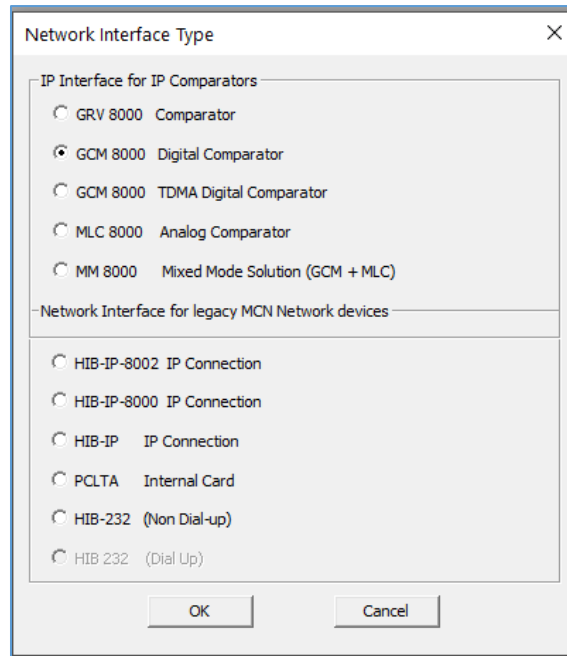 Network Interface Type
IP Interface for IP Comparators
GRV 8000 Comparator
GCM 8000 Digital Comparator
GCM 8000 TDMA Digital Comparator
MLC 8000 Analog Comparator
MM 8000 Mixed Mode Solution (GCM + MLC)
Network Interface for legacy MCN Network devices
HIB-IP-8002 IP Connection
HIB-IP-8000 IP Connection
HIB-IP IP Connection
PCLTA Internal Card
HIB-232 (Non Dial-up)
HIB 232 (Dial Up)
OK Cancel